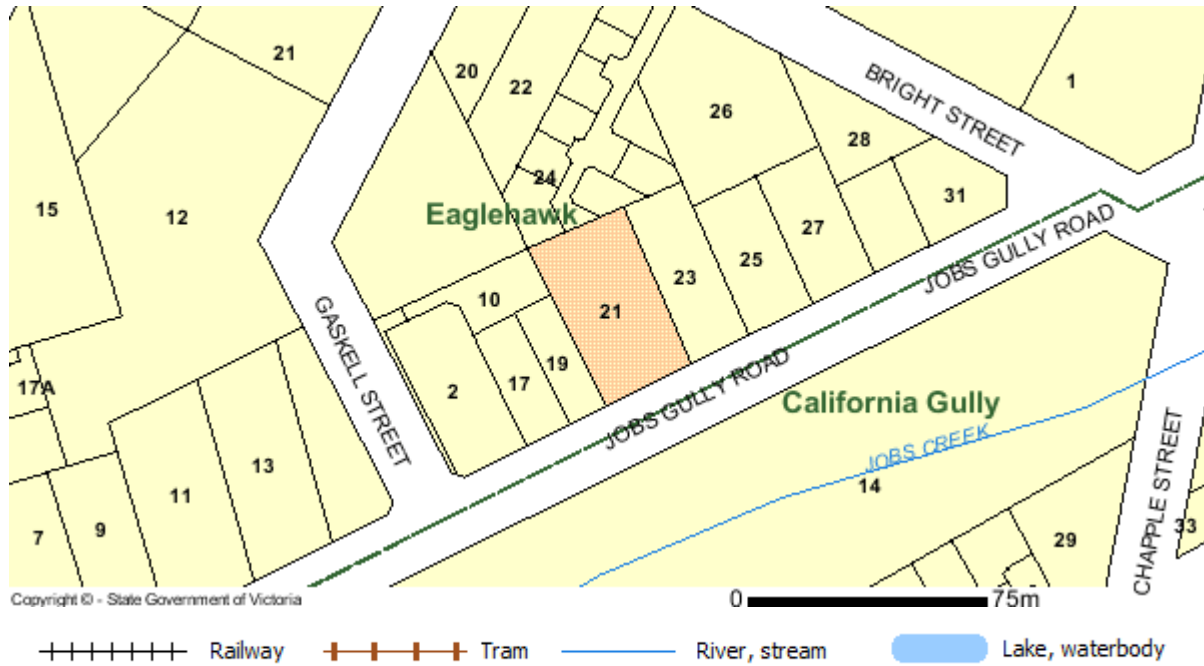 21
20
22
26
1
BRIGHT STREET
28
24
31
15
12
Eaglehawk
27
25
23
JOBS GULLY ROAD
10
21
GASKELL STREET
19
17
2
17A
JOBS GULLY ROAD
California Gully
JOBS CREEK
14
CHAPPLE STREET
13
11
9
7
29
33
Copyright © - State Government of Victoria
0 75m
Railway Tram River, stream Lake, waterbody